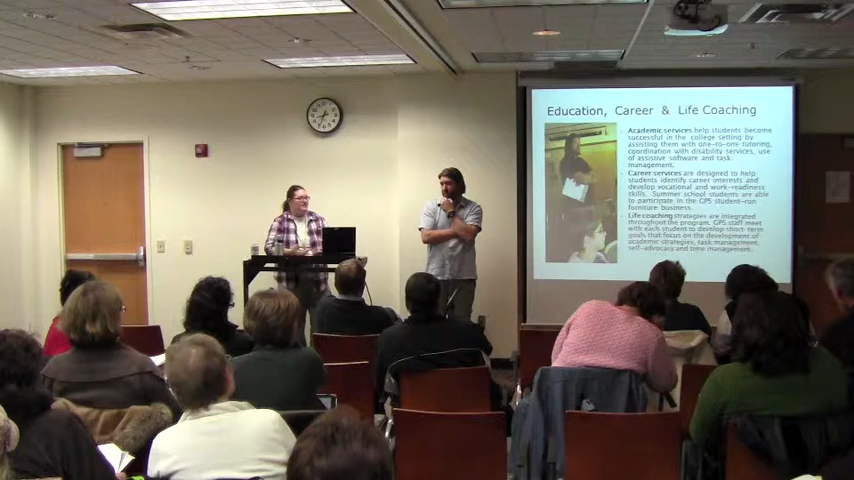 Education, Career & Life Coaching
Academic services help students become
successful in the college setting by
assisting them with one-to-one tutoring,
coordination with disability services, use
of assistive software and task
management.
Career services are designed to help
students identify career interests and
develop vocational and work-readiness
skills. Summer school students are able
to participate in the GPS student-run
furniture business.
Life coaching strategies are integrated
throughout the program. GPS staff meet
with each student to develop short-term
goals that focus on the development of
academic strategies, task management,
self-advocacy and time management.